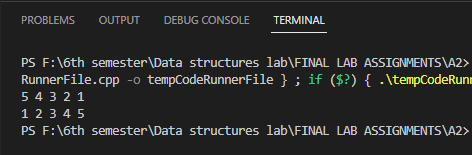 PROBLEMS OUTPUT DEBUG CONSOLE TERMINAL
PS F:\6th semester\Data structures lab\FINAL LAB ASSIGNMENTS\A2>
RunnerFile.cpp -o tempCodeRunnerFile } ; if ($?) { .\tempCodeRun
5 4 3 2 1
1 2 3 4 5
PS F:\6th semester\Data structures lab\FINAL LAB ASSIGNMENTS\A2>